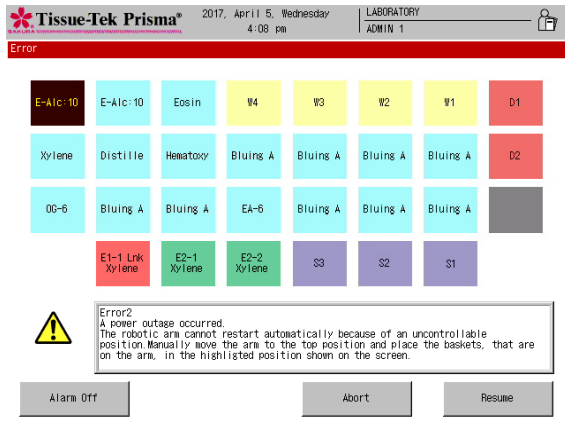 Tissue-Tek Prisma®
SAKURA
2017, April 5, Wednesday
4:08 pm
LABORATORY
ADMIN 1
Error
E-Alc:10 E-Alc:10 Eosin W4 W3 W2 W1 D1
Xylene Distille Hematoxy Bluing A Bluing A Bluing A Bluing A D2
OG-6 Bluing A Bluing A EA-6 Bluing A Bluing A Bluing A
E1-1 Lnk E2-1 E2-2 S3 S2 S1
Xylene Xylene Xylene
Error2
A power outage occurred.
The robotic arm cannot restart automatically because of an uncontrollable
position.Manually move the arm to the top position and place the baskets, that are
on the arm, in the highligted position shown on the screen.
Alarm Off Abort Resume